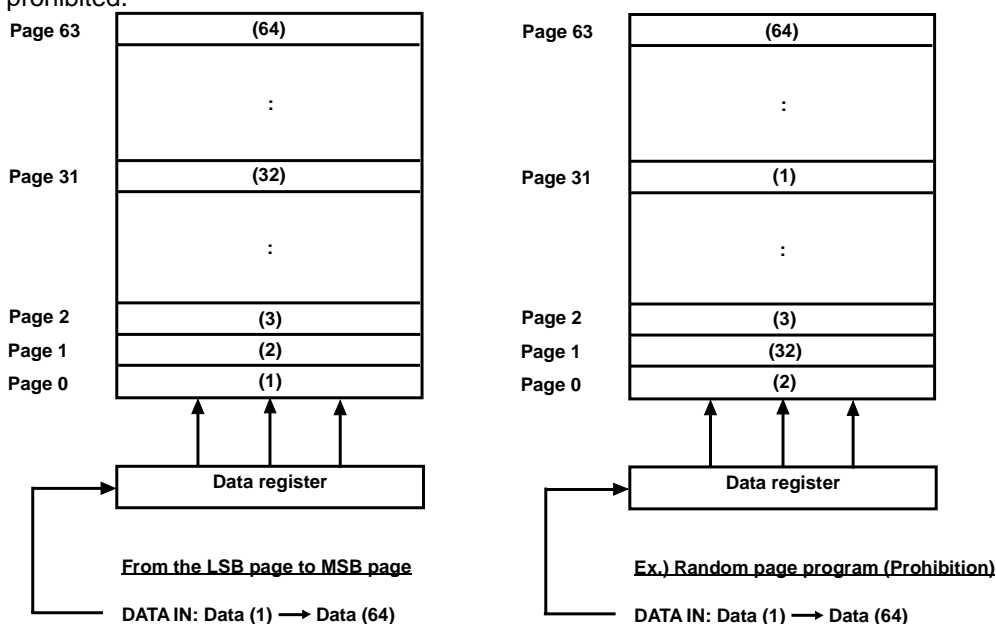 prohibited.
Page 63 (64)
:
Page 31 (32)
:
Page 2 (3)
Page 1 (2)
Page 0 (1)
Data register
From the LSB page to MSB page
DATA IN: Data (1) → Data (64)
Page 63 (64)
:
Page 31 (1)
:
Page 2 (3)
Page 1 (32)
Page 0 (2)
Data register
Ex.) Random page program (Prohibition)
DATA IN: Data (1) → Data (64)